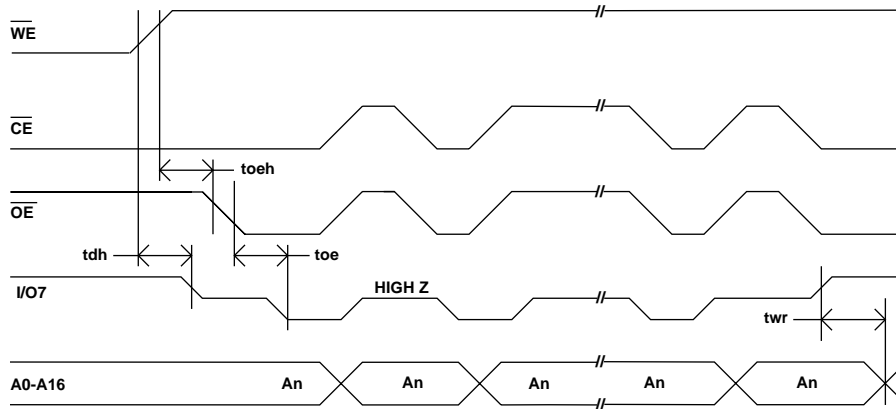 WE
//
CE
//
toeh
OE
//
tdh
toe
I/O7
HIGH Z
//
twr
A0-A16
An
An
An
//
An
An
//